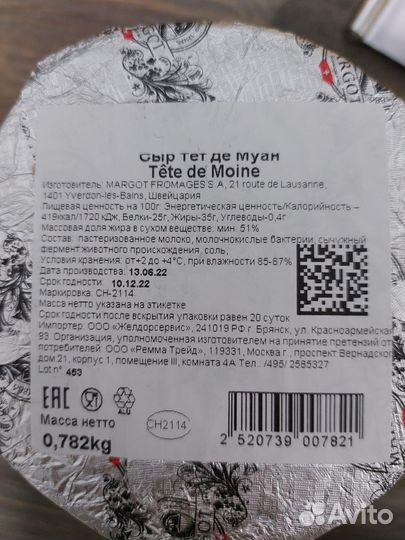 MARGOT
Сыр Тет де Муан
Tête de Moine
Изготовитель: MARGOT FROMAGES S.A, 21 route de Lausanne,
1401 Yverdon-les-Bains, Швейцария
Пищевая ценность на 100г. Энергетическая ценность/Калорийность –
419ккал/1720 кДж, Белки-25г, Жиры-35г, Углеводы-0,4г
Массовая доля жира в сухом веществе: мин. 51%
Состав: пастеризованное молоко, молочнокислые бактерии, сычужный
фермент животного происхождения, соль,
Условия хранения: от+2 до +4°С, при влажности 85-87%
Дата изготовления: 13.06.22
Срок годности: 10.12.22
Маркировка: CH-2114
Масса нетто указана на этикетке
Срок годности после вскрытия упаковки равен 20 суток
Импортер: ООО «Желдорсервис», 241019 РФ г. Брянск, ул. Красноармейская
93. Организация, уполномоченная изготовителем на принятие претензий от
потребителей: ООО «Ремма Трейд», 119331, Москва г., проспект Вернадског
дом 21, корпус 1, помещение III, комната 4А Тел.: /495/ 2585327
Lot n° 453
EAC
ALU
CH2114
Масса нетто
0,782kg
2 520739 007821
Avito